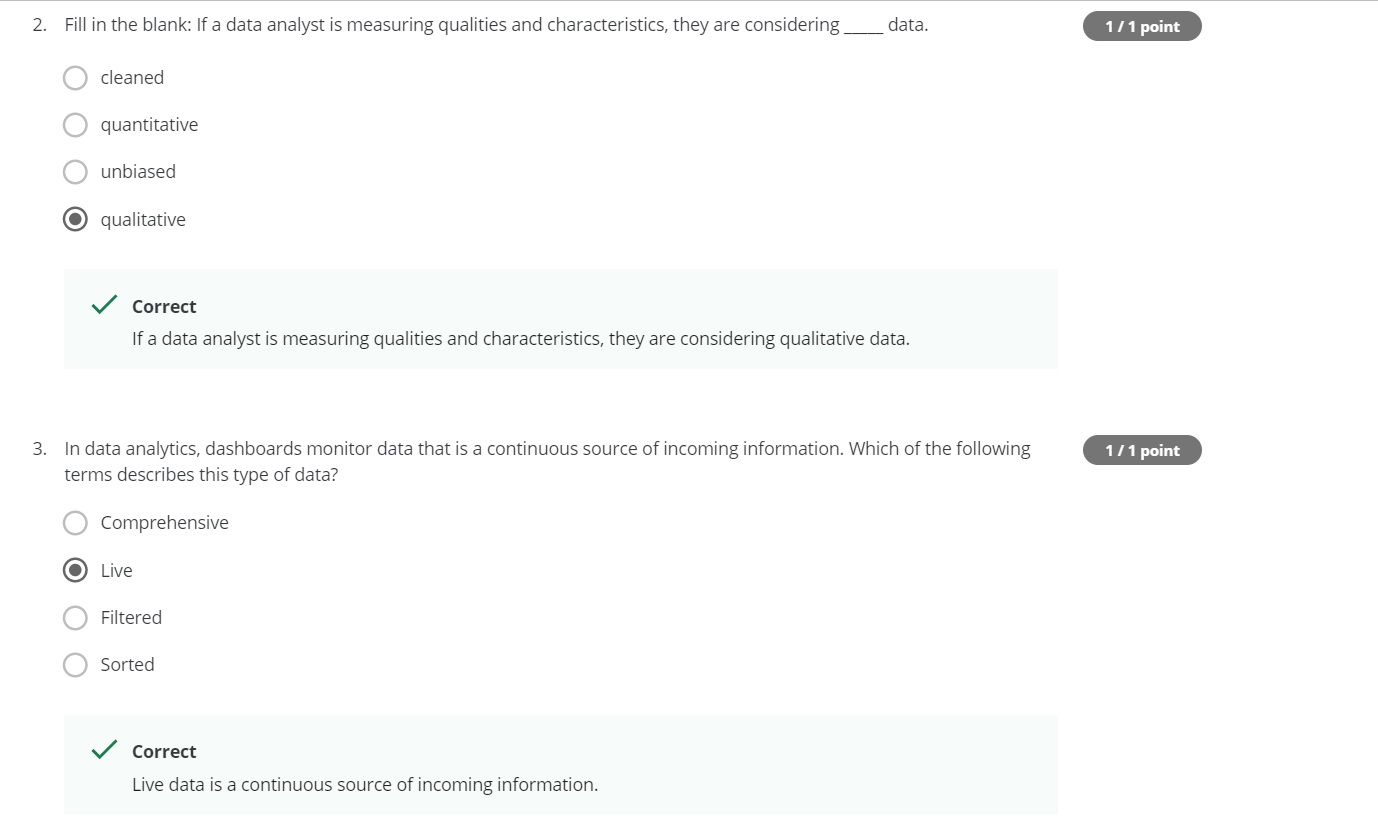 2. Fill in the blank: If a data analyst is measuring qualities and characteristics, they are considering _____ data.
1 / 1 point
cleaned
quantitative
unbiased
qualitative
Correct
If a data analyst is measuring qualities and characteristics, they are considering qualitative data.
3. In data analytics, dashboards monitor data that is a continuous source of incoming information. Which of the following
terms describes this type of data?
1 / 1 point
Comprehensive
Live
Filtered
Sorted
Correct
Live data is a continuous source of incoming information.